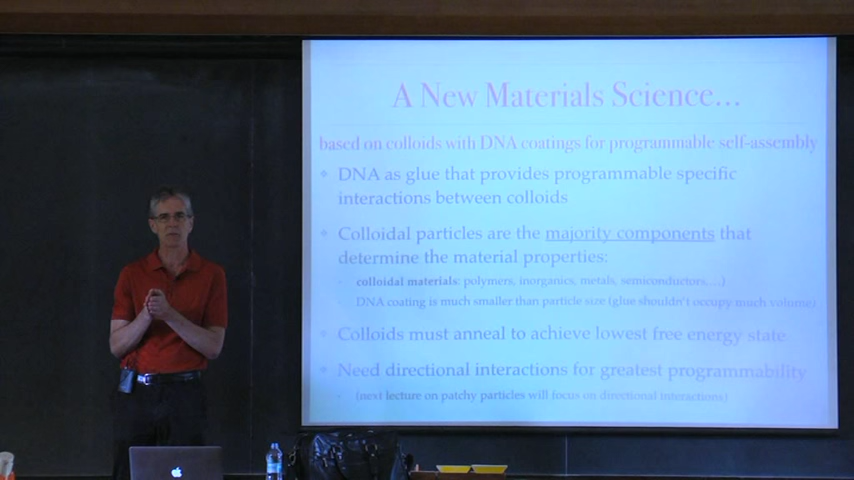 A New Materials Science...
based on colloids with DNA coatings for programmable self-assembly
DNA as glue that provides programmable specific
interactions between colloids
Colloidal particles are the majority components that
determine the material properties:
colloidal materials: polymers, inorganics, metals, semiconductors,...)
DNA coating is much smaller than particle size (glue shouldn't occupy much volume)
Colloids must anneal to achieve lowest free energy state
Need directional interactions for greatest programmability
(next lecture on patchy particles will focus on directional interactions)